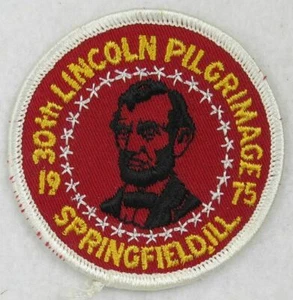 30th LINCOLN PILGRIMAGE
19 75
SPRINGFIELD,ILL